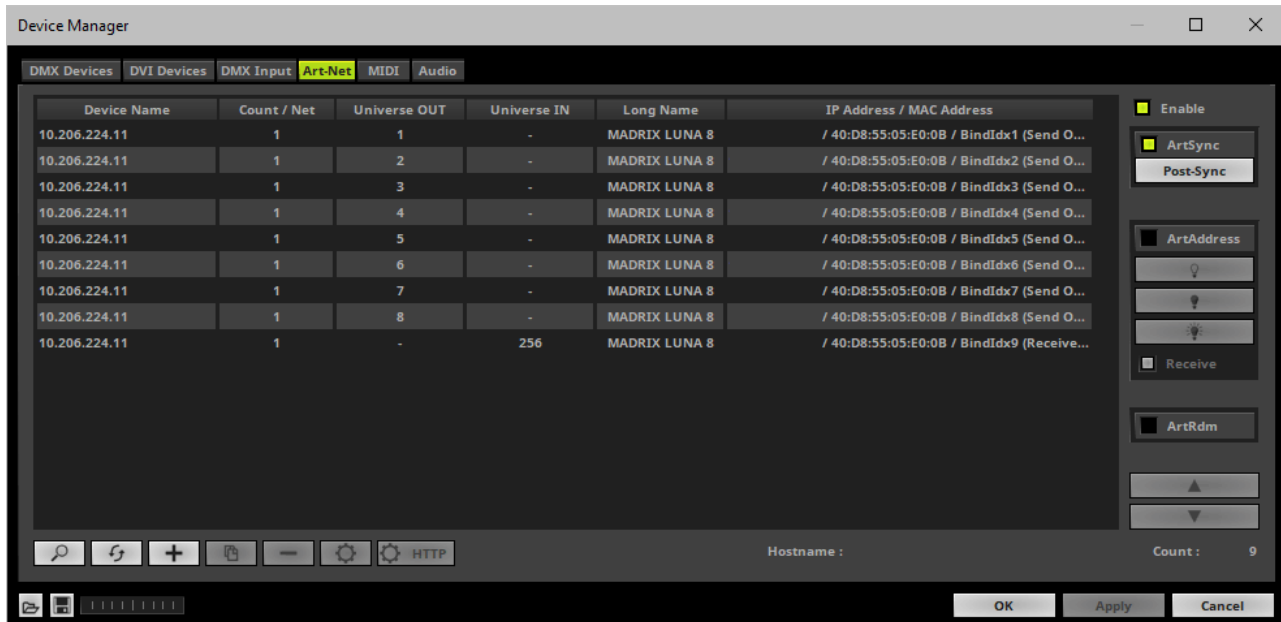 Device Manager
DMX Devices DVI Devices DMX Input Art-Net MIDI Audio
Device Name Count / Net Universe OUT Universe IN Long Name IP Address / MAC Address
10.206.224.11 1 1 - MADRIX LUNA 8 / 40:D8:55:05:E0:0B / BindIdx1 (Send O...
10.206.224.11 1 2 - MADRIX LUNA 8 / 40:D8:55:05:E0:0B / BindIdx2 (Send O...
10.206.224.11 1 3 - MADRIX LUNA 8 / 40:D8:55:05:E0:0B / BindIdx3 (Send O...
10.206.224.11 1 4 - MADRIX LUNA 8 / 40:D8:55:05:E0:0B / BindIdx4 (Send O...
10.206.224.11 1 5 - MADRIX LUNA 8 / 40:D8:55:05:E0:0B / BindIdx5 (Send O...
10.206.224.11 1 6 - MADRIX LUNA 8 / 40:D8:55:05:E0:0B / BindIdx6 (Send O...
10.206.224.11 1 7 - MADRIX LUNA 8 / 40:D8:55:05:E0:0B / BindIdx7 (Send O...
10.206.224.11 1 8 - MADRIX LUNA 8 / 40:D8:55:05:E0:0B / BindIdx8 (Send O...
10.206.224.11 1 - 256 MADRIX LUNA 8 / 40:D8:55:05:E0:0B / BindIdx9 (Receive...
Enable
ArtSync
Post-Sync
ArtAddress
Receive
ArtRdm
HTTP Hostname : Count : 9
OK Apply Cancel